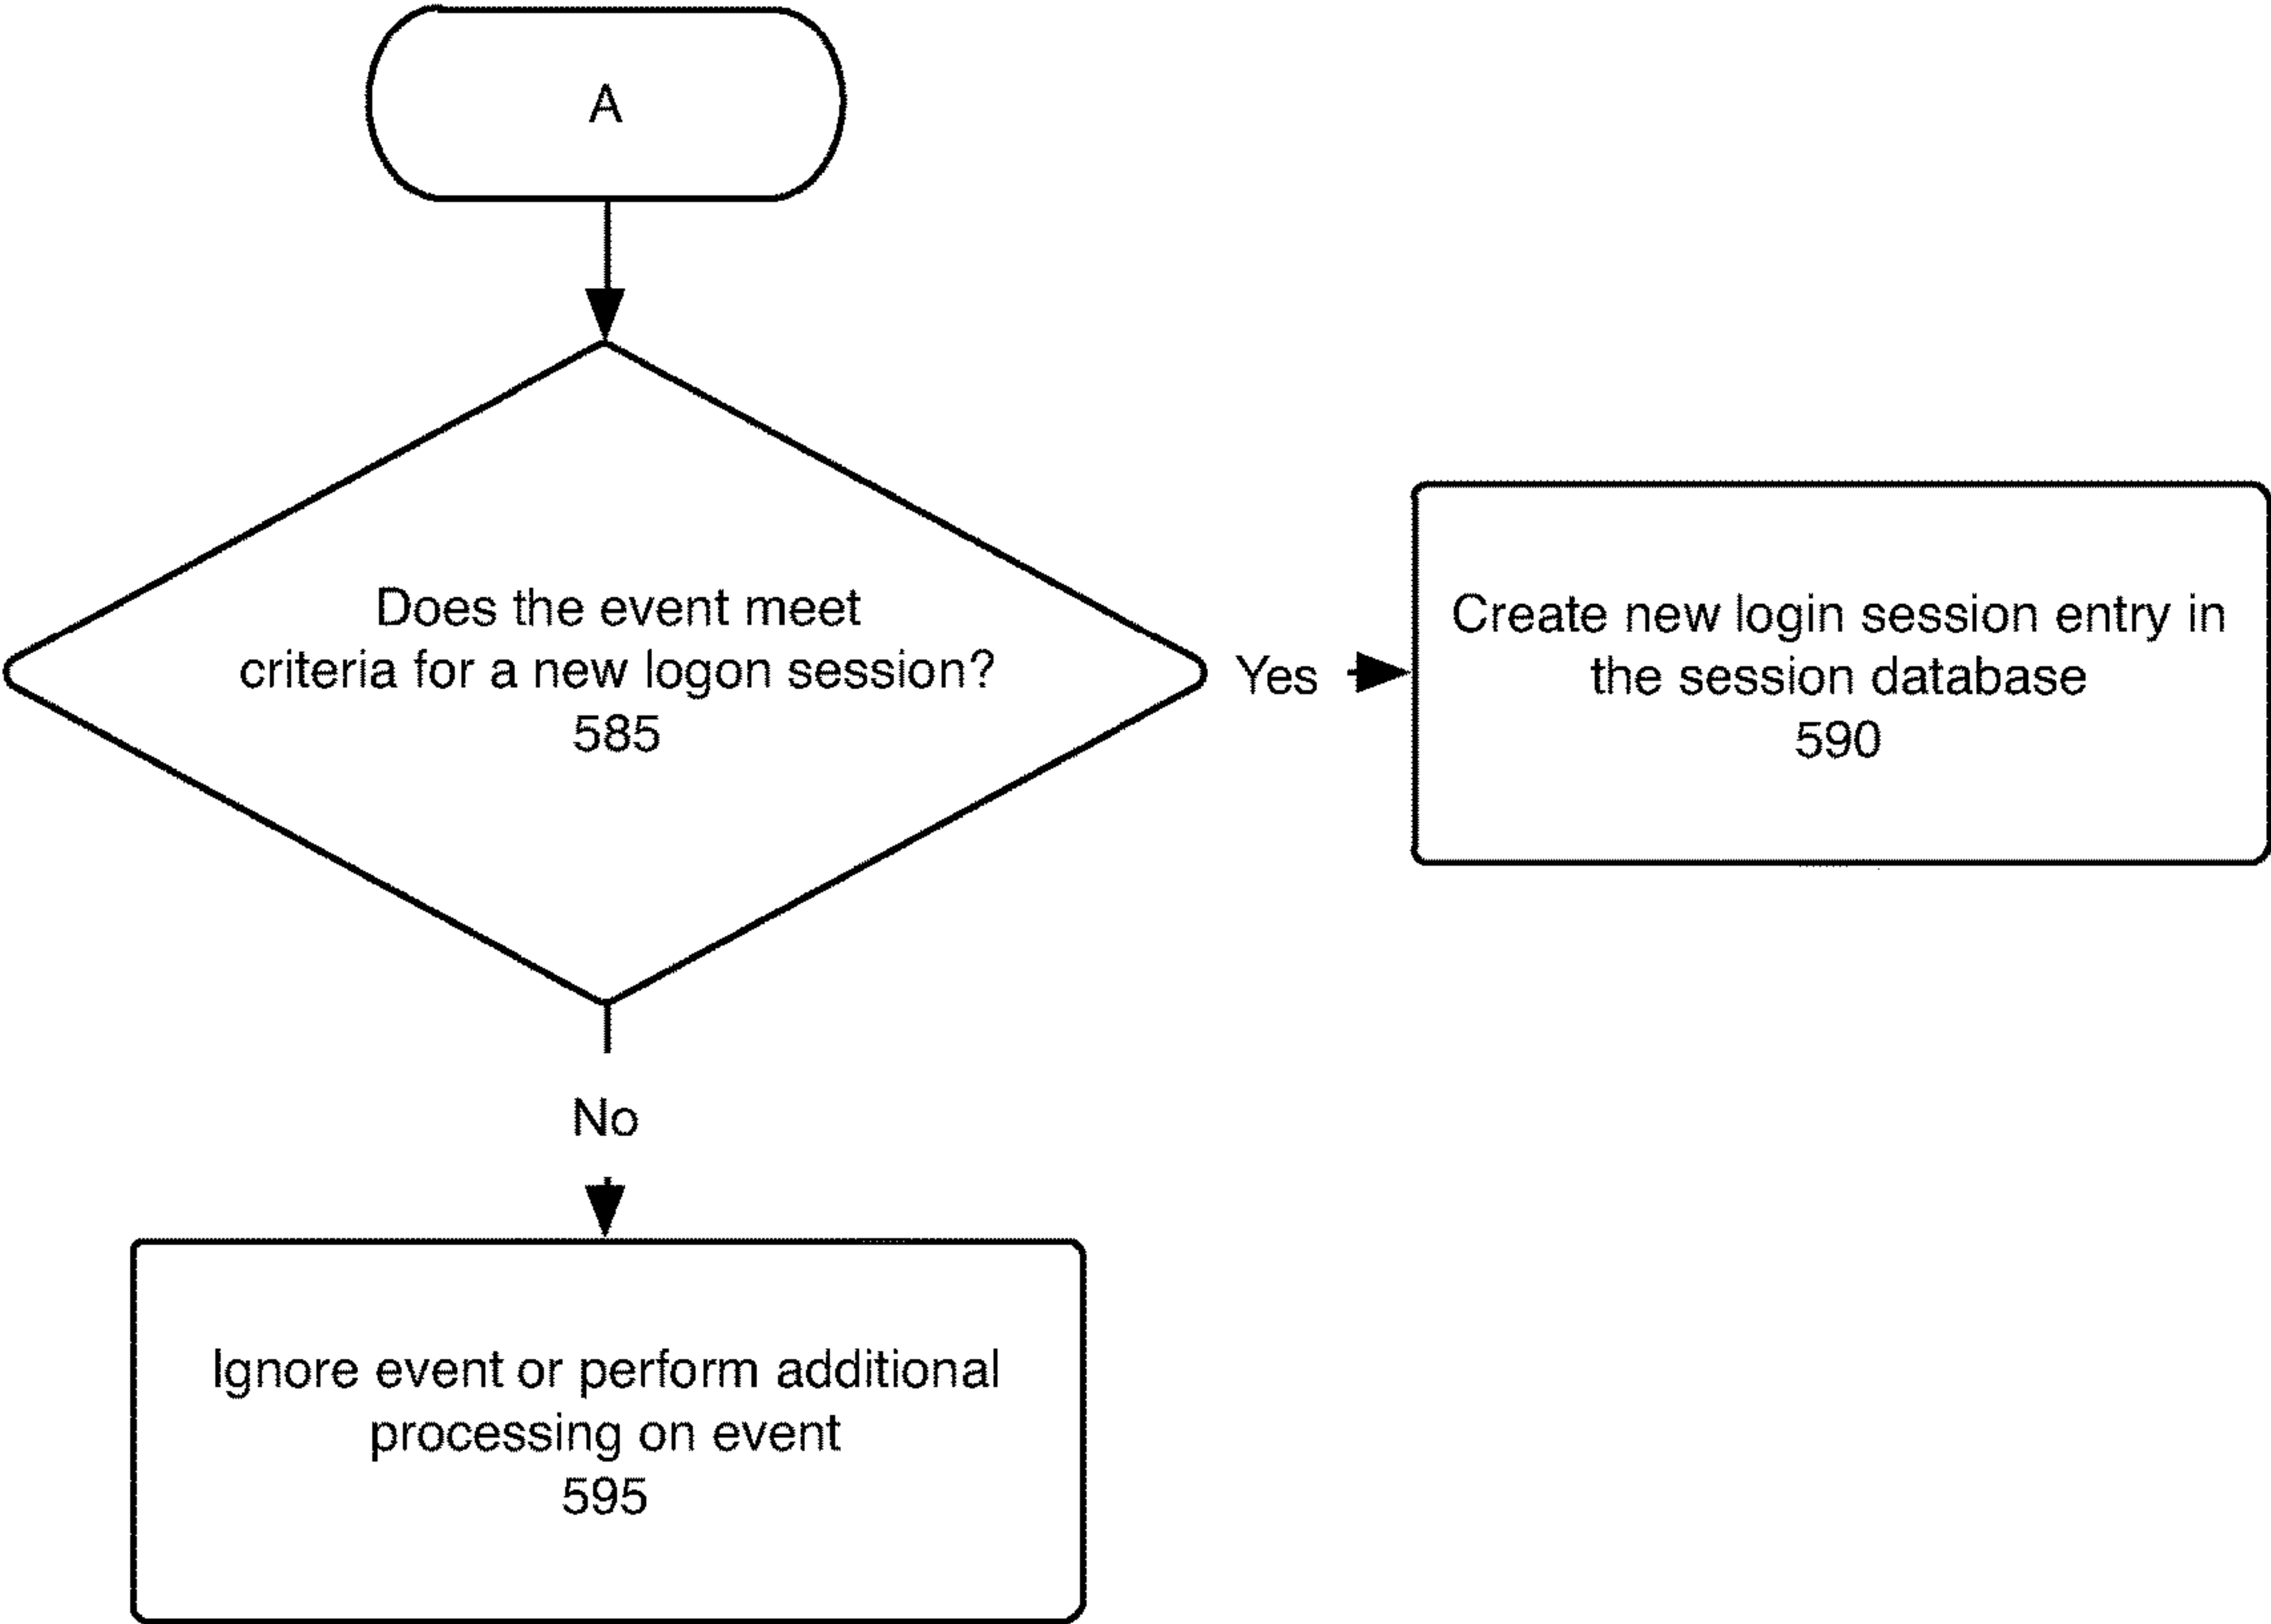 A
Does the event meet
criteria for a new logon session?
585
Yes
Create new login session entry in
the session database
590
No
Ignore event or perform additional
processing on event
595